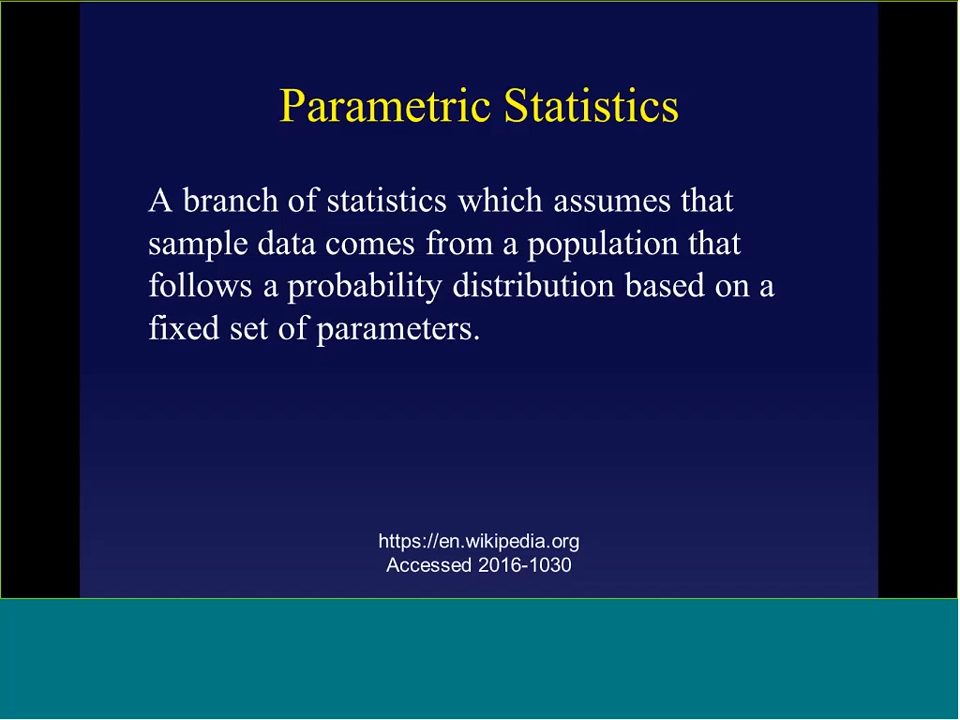 Parametric Statistics
A branch of statistics which assumes that
sample data comes from a population that
follows a probability distribution based on a
fixed set of parameters.
https://en.wikipedia.org
Accessed 2016-1030